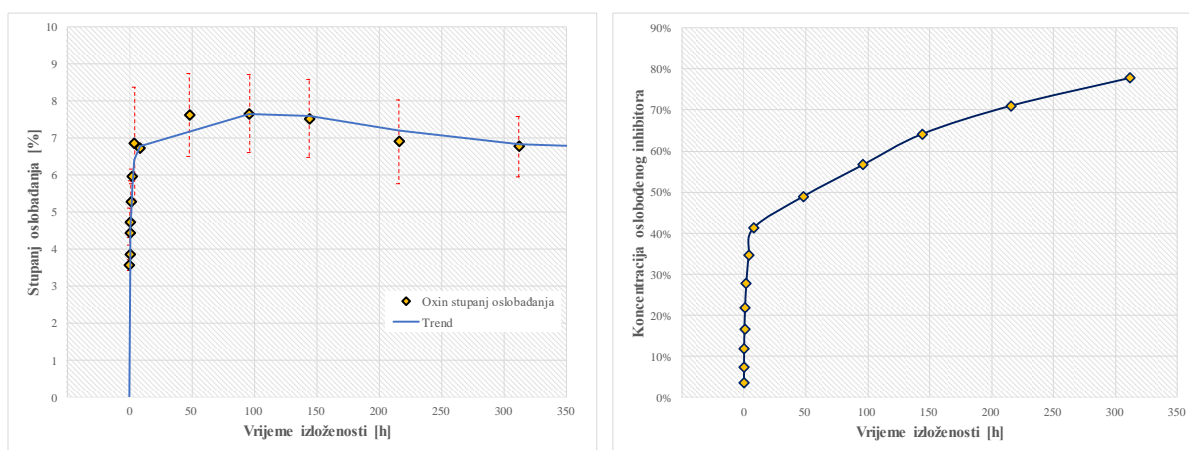 10
9
8
7
6
5
4
3
2
1
0
Stupanj oslobađanja [%]
Oxin stupanj oslobađanja
Trend
0 50 100 150 200 250 300 350
Vrijeme izloženosti [h]
90%
80%
70%
60%
50%
40%
30%
20%
10%
0%
Koncentracija oslobođenog inhibitora
0 50 100 150 200 250 300 350
Vrijeme izloženosti [h]